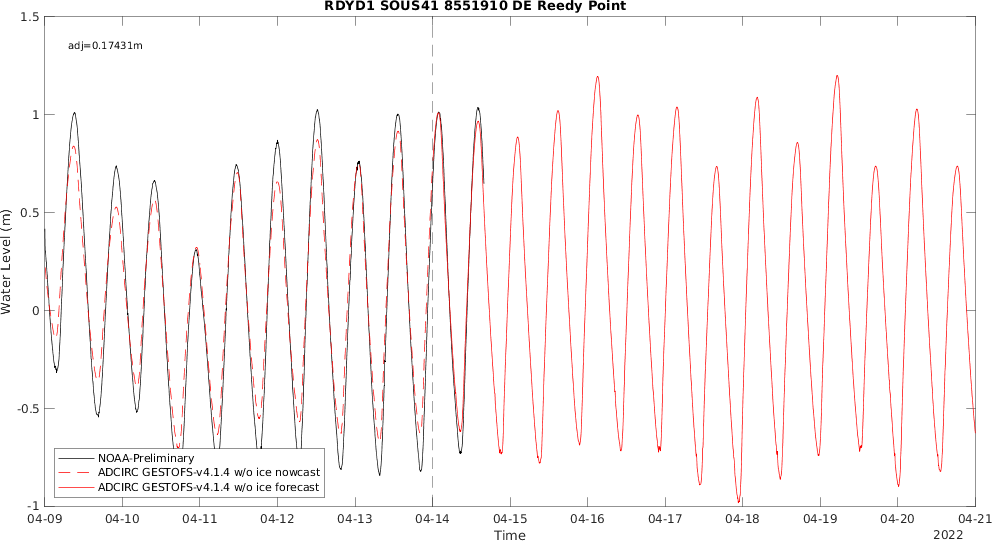 RDYD1 SOUS41 8551910 DE Reedy Point
1.5
adj=0.17431m
1
0.5
Water Level (m)
0
-0.5
NOAA-Preliminary
ADCIRC GESTOFS-v4.1.4 w/o ice nowcast
ADCIRC GESTOFS-v4.1.4 w/o ice forecast
-1
04-09 04-10 04-11 04-12 04-13 04-14 04-15 04-16 04-17 04-18 04-19 04-20 04-21
Time
2022